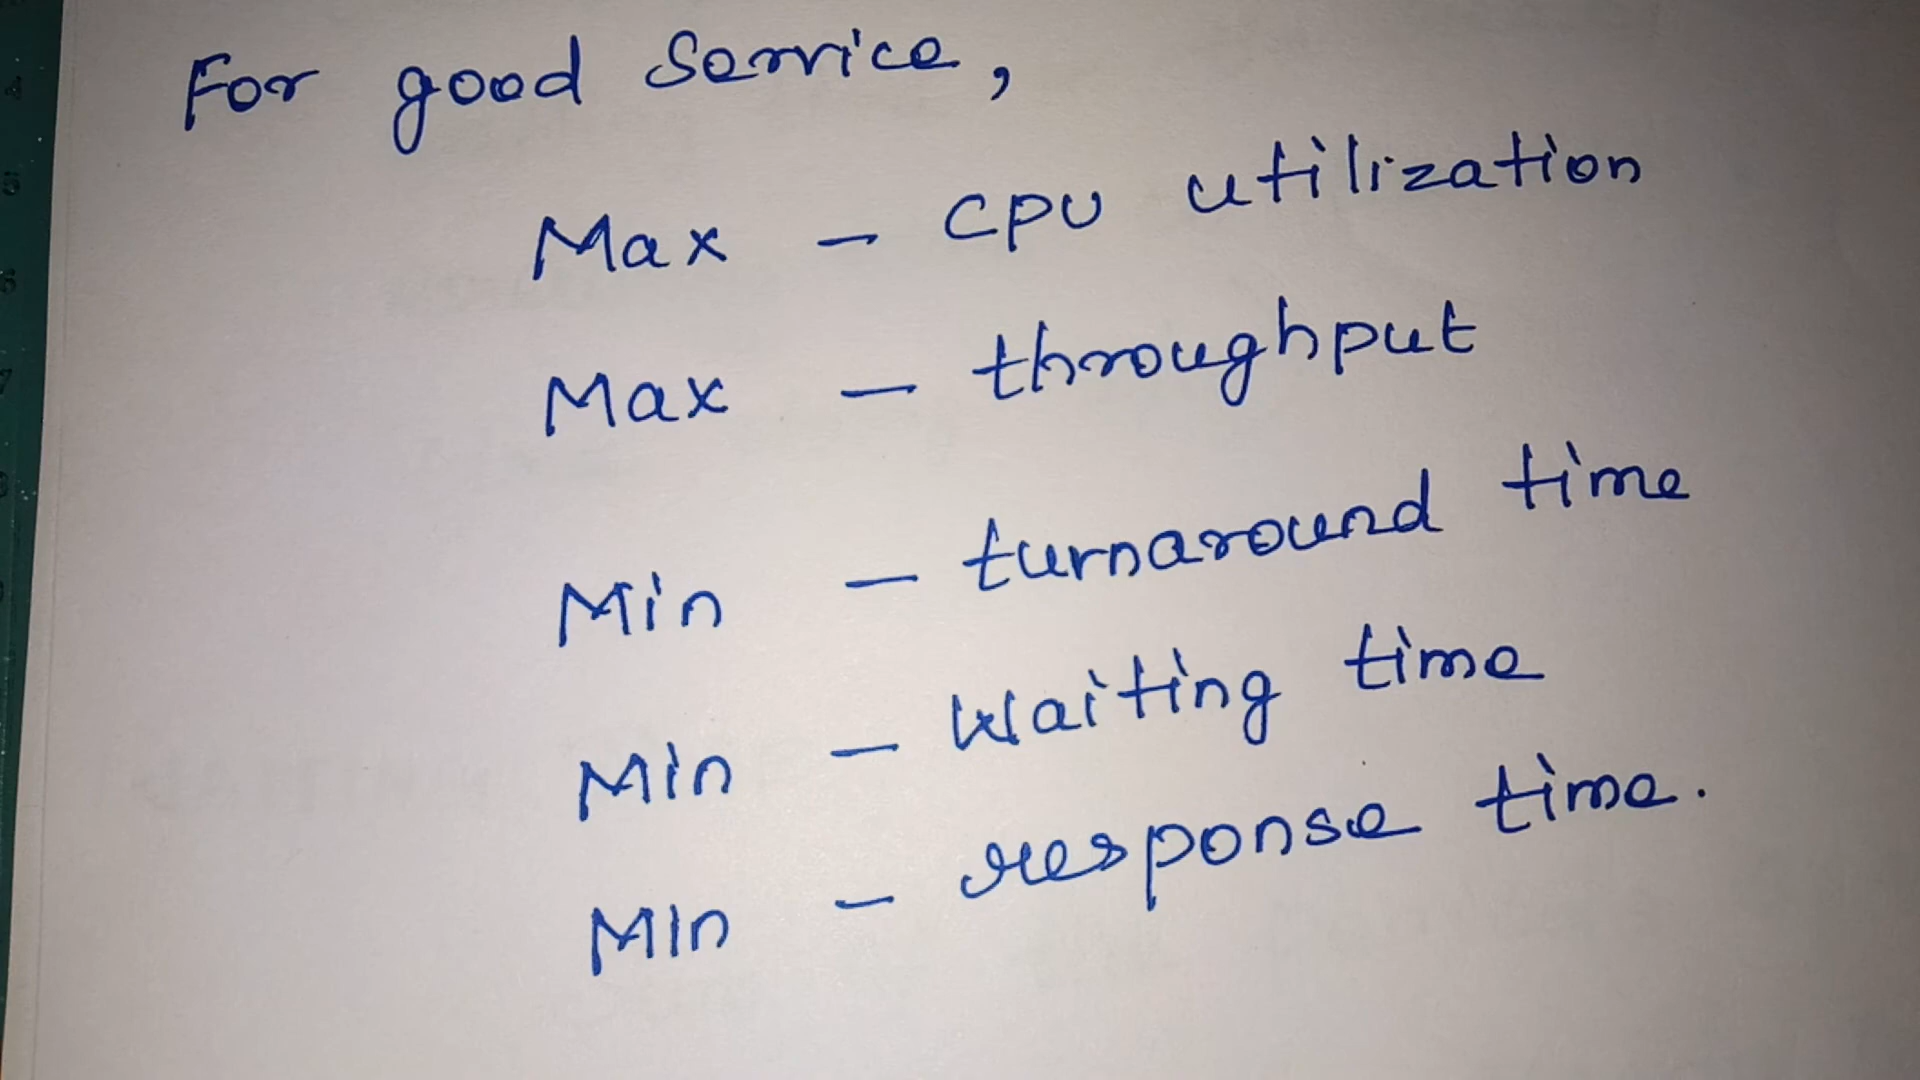 For good Service,
Max - CPU utilization
Max - throughput
Min - turnaround time
Min - Waiting time
Min - response time.